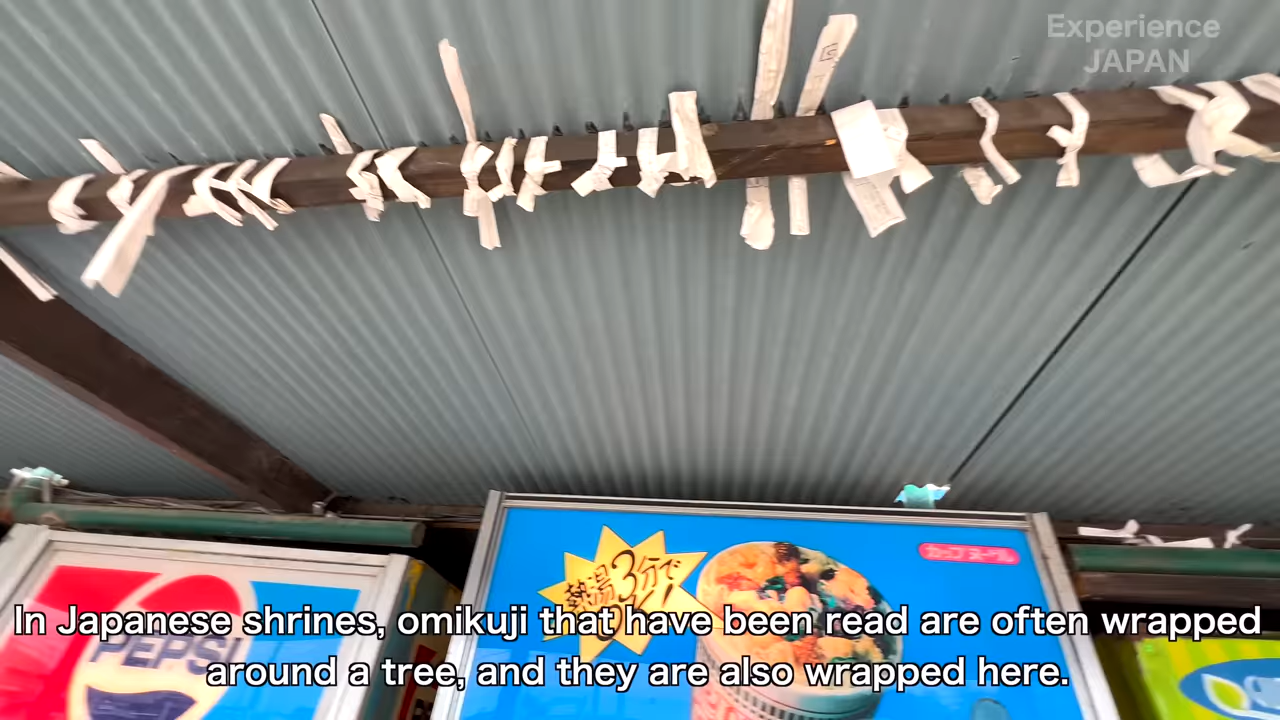 Experience
JAPAN
カップヌードル
熱湯3分で
PEPSI
In Japanese shrines, omikuji that have been read are often wrapped
around a tree, and they are also wrapped here.